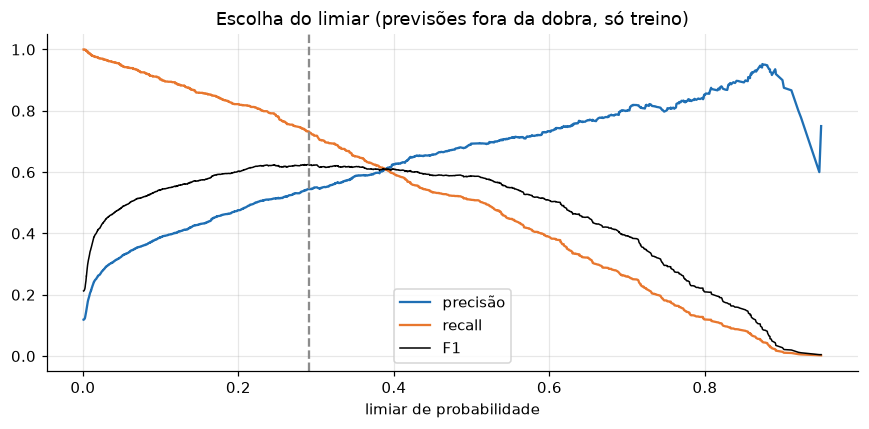 Escolha do limiar (previsões fora da dobra, só treino)
1.0
0.8
0.6
0.4
0.2
0.0
precisão
recall
F1
0.0 0.2 0.4 0.6 0.8
limiar de probabilidade